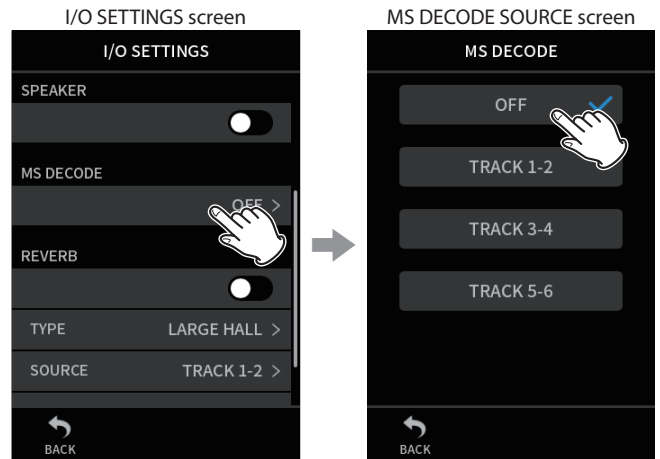 I/O SETTINGS screen
I/O SETTINGS
SPEAKER
MS DECODE
OFF >
REVERB
TYPE LARGE HALL >
SOURCE TRACK 1-2 >
BACK
MS DECODE SOURCE screen
MS DECODE
OFF
TRACK 1-2
TRACK 3-4
TRACK 5-6
BACK